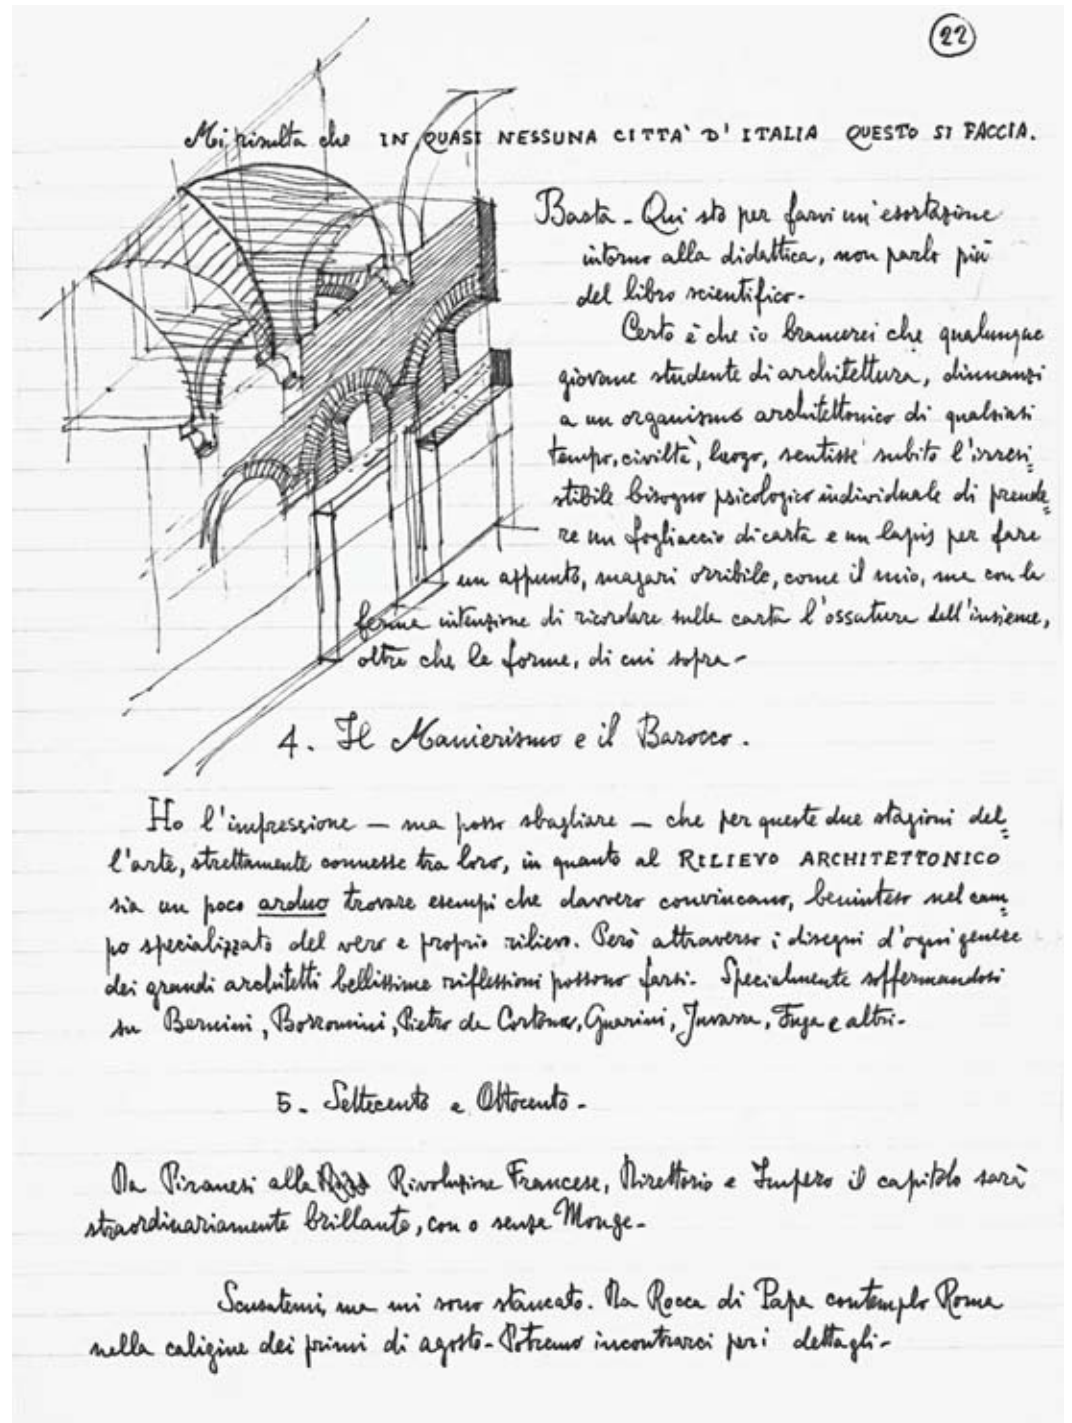 22
Mi risulta che IN QUASI NESSUNA CITTA' D'ITALIA QUESTO SI FACCIA.
Basta - Qui sto per farvi un'esortazione
intorno alla didattica, non parlo più
del libro scientifico -
Certo è che io bramerei che qualunque
giovane studente di architettura, dinnanzi
a un organismo architettonico di qualsiasi
tempo, civiltà, luogo, sentisse subito l'irresi=
stibile bisogno psicologico individuale di prende=
re un fogliaccio di carta e un lapis per fare
un appunto, magari orribile, come il mio, ma con la
ferma intenzione di ricordare sulla carta l'ossatura dell'insieme,
oltre che le forme, di cui sopra -
4. Il Manierismo e il Barocco.
Ho l'impressione - ma posso sbagliare - che per queste due stagioni del=
l'arte, strettamente connesse tra loro, in quanto al RILIEVO ARCHITETTONICO
sia un poco arduo trovare esempi che davvero convincano, beninteso nel cam=
po specializzato del vero e proprio rilievo. Però attraverso i disegni d'ogni genere
dei grandi architetti bellissime riflessioni possono farsi. Specialmente soffermandosi
su Bernini, Borromini, Pietro da Cortona, Guarini, Juvarra, Fuga e altri -
5. Settecento e Ottocento -
Da Piranesi alla Rivoluzione Francese, Direttorio e Impero il capitolo sarà
straordinariamente brillante, con o senza Monge -
Scusatemi, ma mi sono stancato. Da Rocca di Papa contemplo Roma
nella caligine dei primi di agosto - Potremo incontrarci per i dettagli -